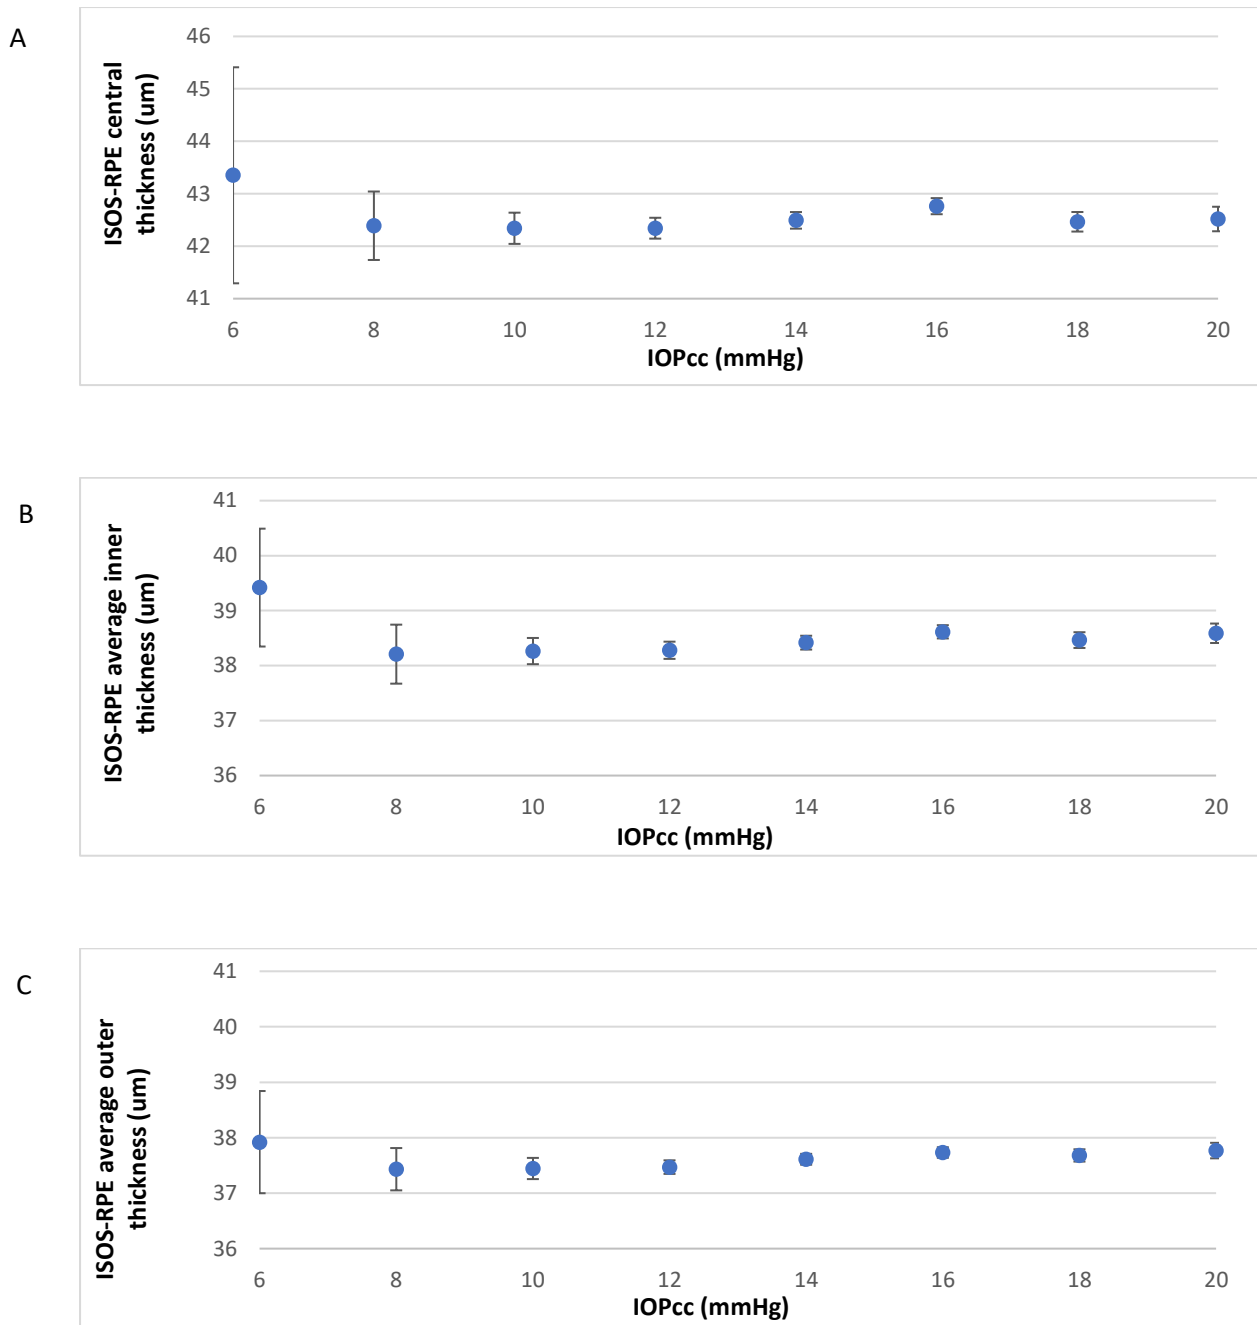 A
ISOS-RPE central
thickness (um)
46
45
44
43
42
41
6 8 10 12 14 16 18 20
IOPcc (mmHg)
B
ISOS-RPE average inner
thickness (um)
41
40
39
38
37
36
6 8 10 12 14 16 18 20
IOPcc (mmHg)
C
ISOS-RPE average outer
thickness (um)
41
40
39
38
37
36
6 8 10 12 14 16 18 20
IOPcc (mmHg)